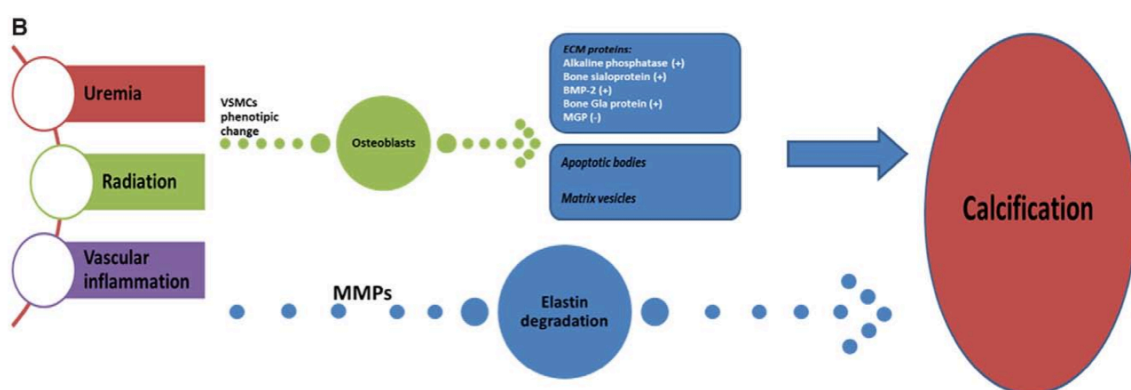 B
Uremia
Radiation
Vascular
inflammation
VSMCs
phenotipic
change
Osteoblasts
ECM proteins:
Alkaline phosphatase (+)
Bone sialoprotein (+)
BMP-2 (+)
Bone Gla protein (+)
MGP (-)
Apoptotic bodies
Matrix vesicles
MMPs
Elastin
degradation
Calcification